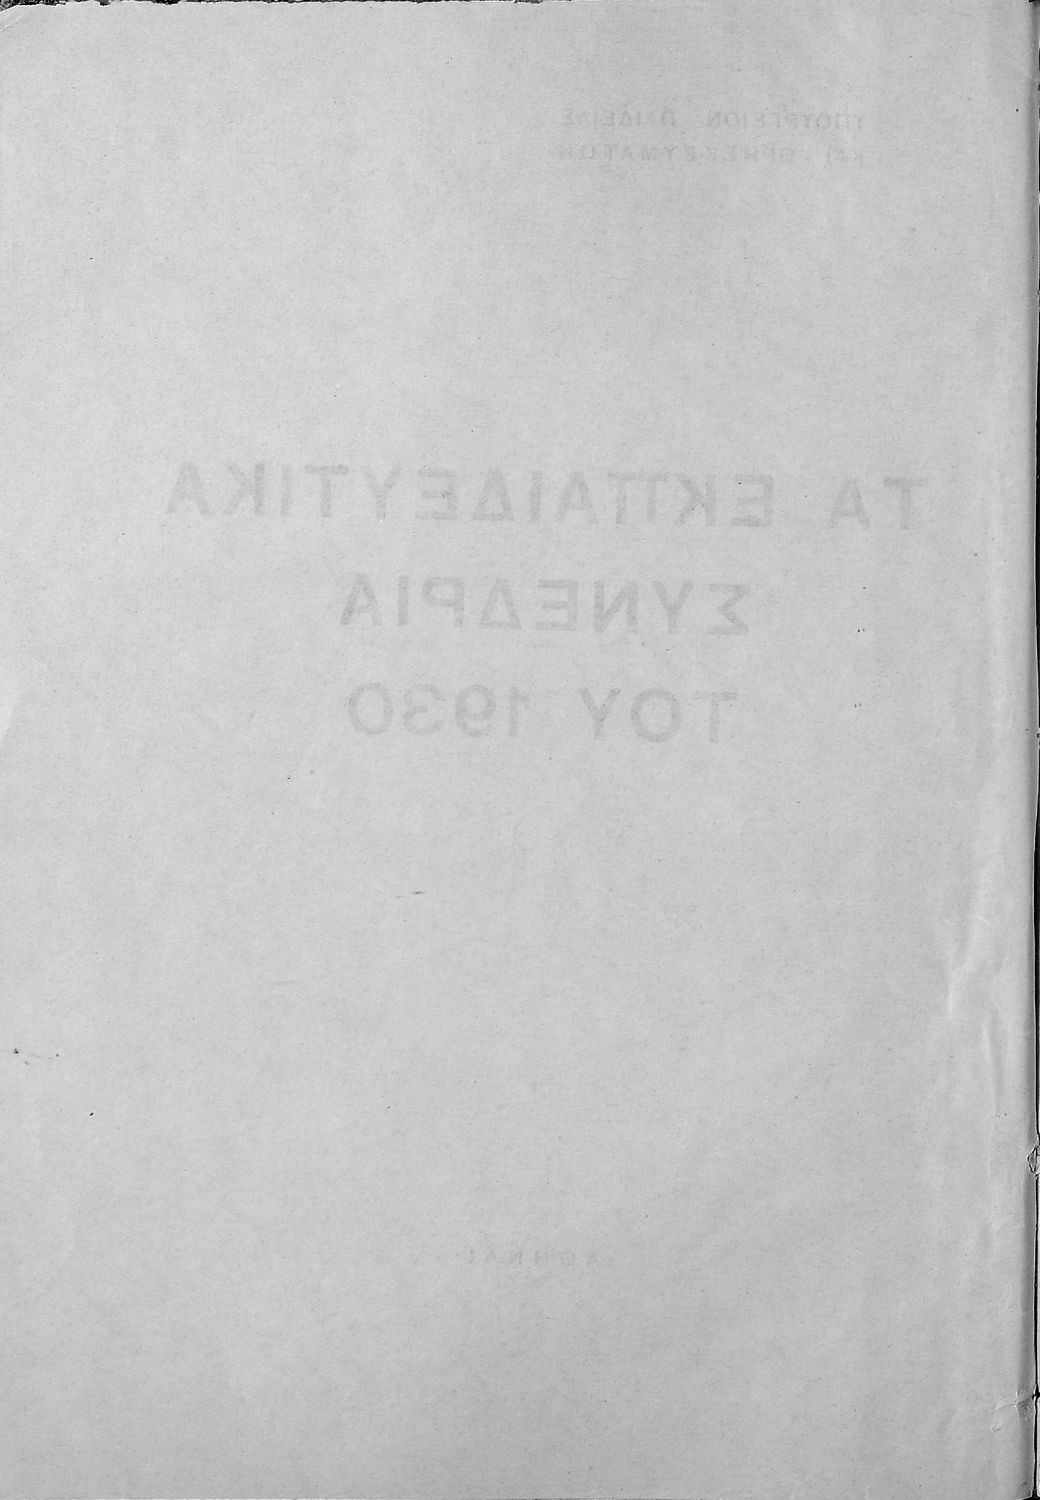 ΥΠΟΥΡΓΕΙΟΝ ΠΑΙΔΕΙΑΣ
ΚΑΙ ΘΡΗΣΚΕΥΜΑΤΩΝ
ΤΑ ΕΚΠΑΙΔΕΥΤΙΚΑ
ΣΥΝΕΔΡΙΑ
ΤΟΥ 1930
ΑΘΗΝΑΙ